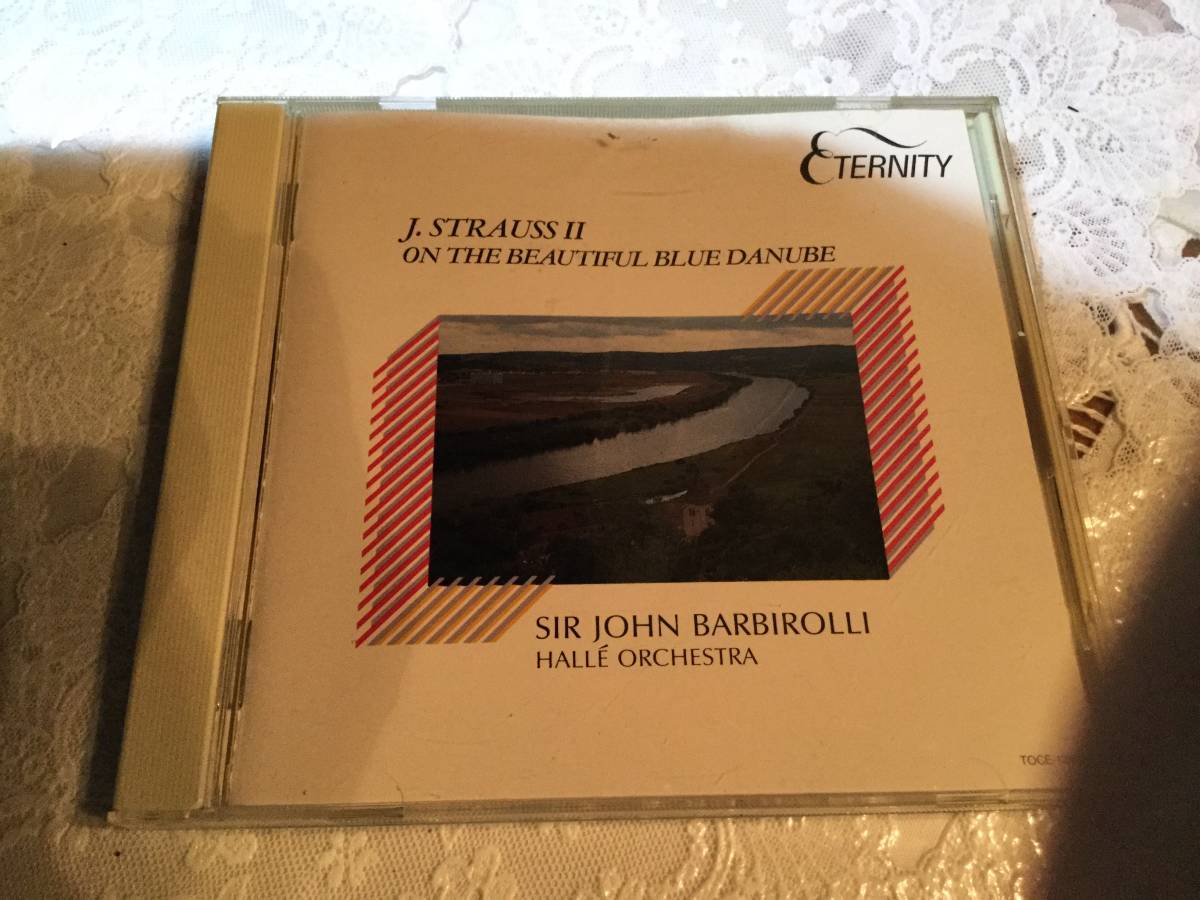 ETERNITY
J. STRAUSS II
ON THE BEAUTIFUL BLUE DANUBE
SIR JOHN BARBIROLLI
HALLÉ ORCHESTRA